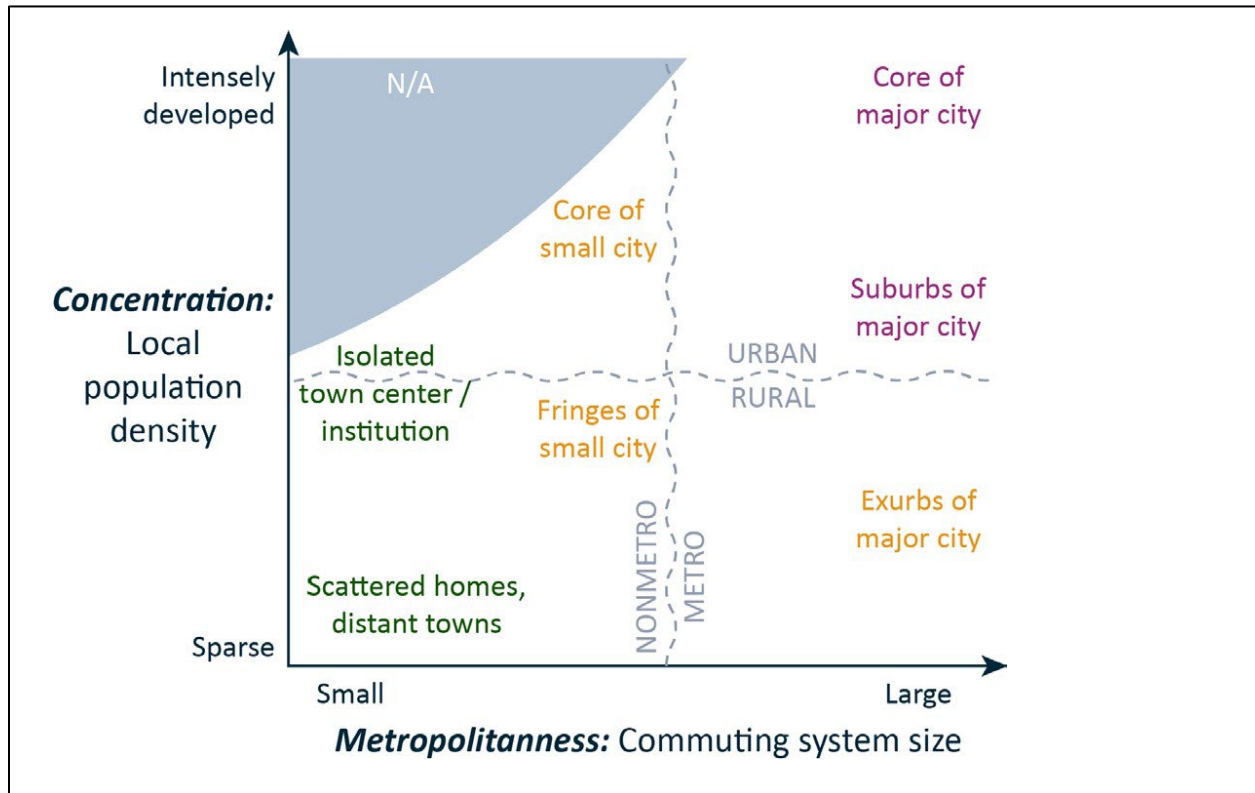 Intensely
developed
N/A
Core of
major city
Core of
small city
Concentration:
Local
population
density
Suburbs of
major city
Isolated
town center /
institution
URBAN
RURAL
Fringes of
small city
Exurbs of
major city
NONMETRO
METRO
Scattered homes,
distant towns
Sparse
Small
Large
Metropolitanness: Commuting system size